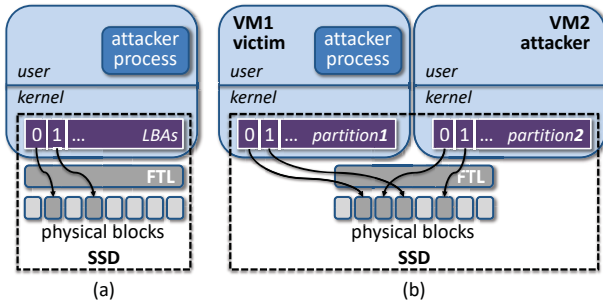 attacker
process
user
kernel
0 1 ... LBAs
FTL
physical blocks
SSD
(a)
VM1
victim
attacker
process
user
kernel
0 1 ... partition1
VM2
attacker
user
kernel
0 1 ... partition2
FTL
physical blocks
SSD
(b)